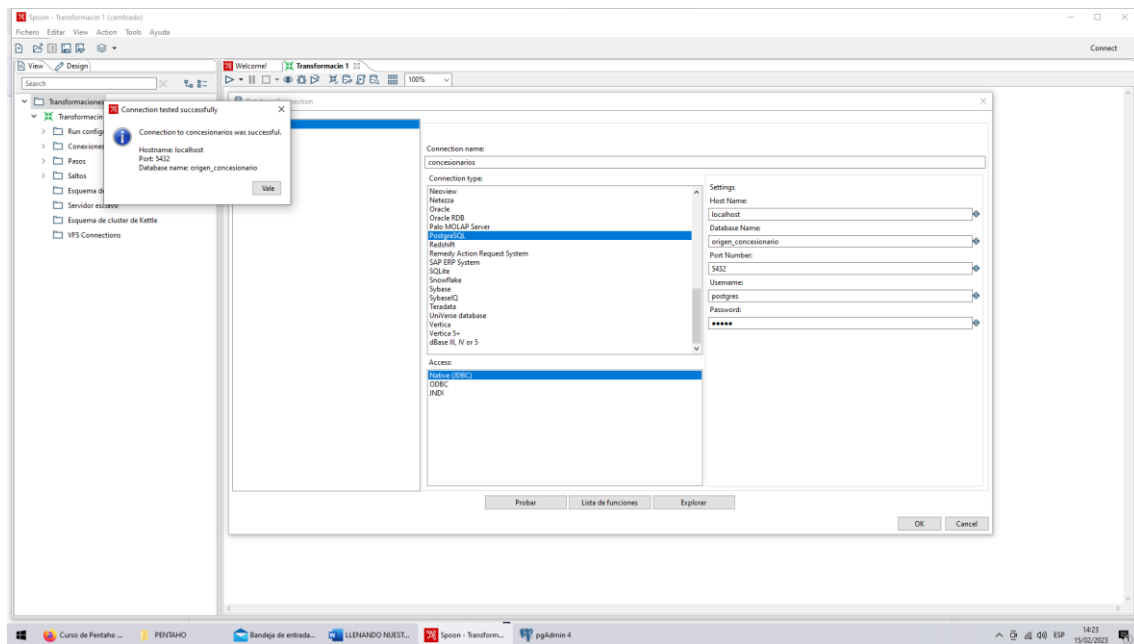 Spoon - Transformacin 1 (cambiado)
Fichero Editar View Action Tools Ayuda
Connect
View Design
Search
Transformaciones
Transformacin
Run config
Conexiones
Pasos
Saltos
Esquema d
Servidor esclavo
Esquema de cluster de Kettle
VFS Connections
Welcome! Transformacin 1
100%
Connection tested successfully
Connection to concesionarios was successful.
Hostname: localhost
Port: 5432
Database name: origen_concesionario
Vale
Connection name:
concesionarios
Connection type:
Neoview
Netezza
Oracle
Oracle RDB
Palo MOLAP Server
PostgreSQL
Redshift
Remedy Action Request System
SAP ERP System
SQLite
Snowflake
Sybase
SybaseIQ
Teradata
UniVerse database
Vertica
Vertica 5+
dBase III, IV or 5
Access:
Native (JDBC)
ODBC
JNDI
Settings
Host Name:
localhost
Database Name:
origen_concesionario
Port Number:
5432
Username:
postgres
Password:
Probar Lista de funciones Explorar
OK Cancel
Curso de Pentaho ... PENTAHO Bandeja de entrada... LLENANDO NUEST... Spoon - Transform... pgAdmin 4
ESP
14:23
15/02/2023